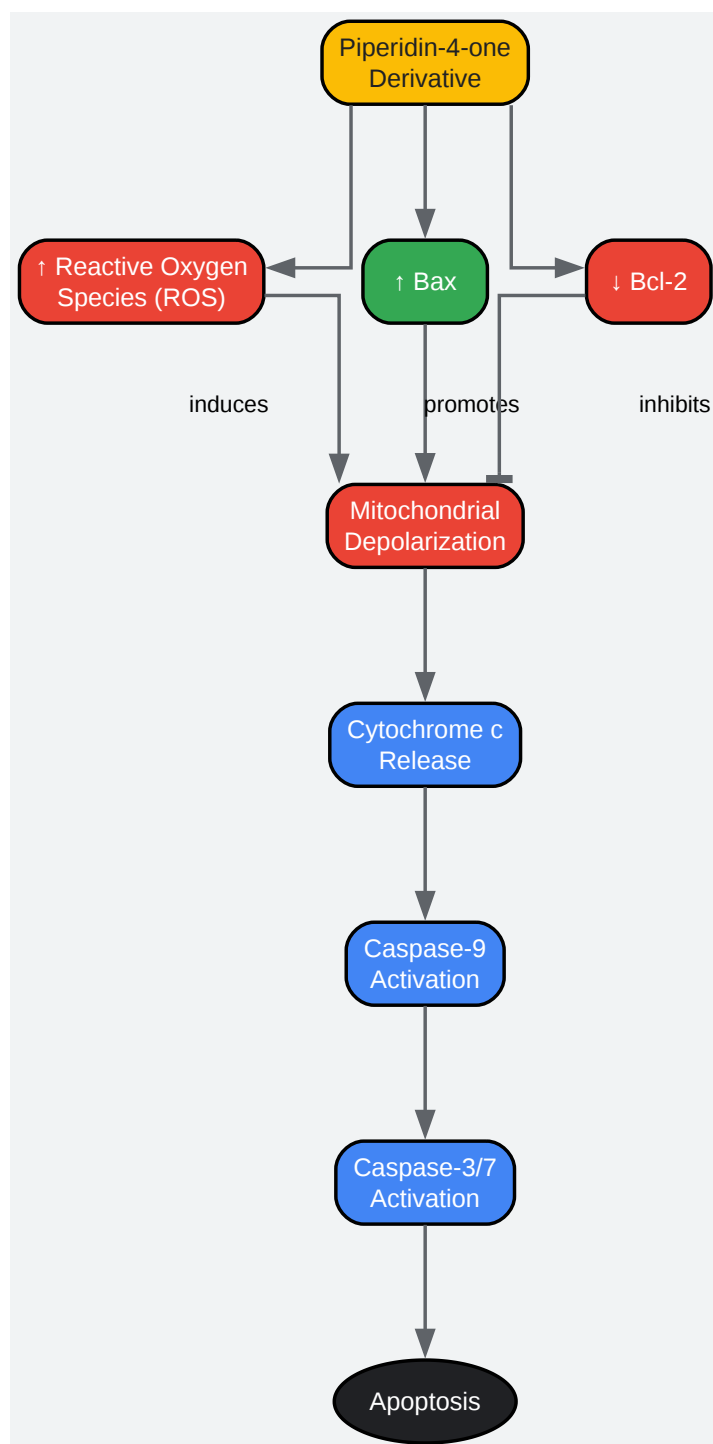 Piperidin-4-one
Derivative
↑ Reactive Oxygen
Species (ROS)
↑ Bax
↓ Bcl-2
induces
promotes
inhibits
Mitochondrial
Depolarization
Cytochrome c
Release
Caspase-9
Activation
Caspase-3/7
Activation
Apoptosis